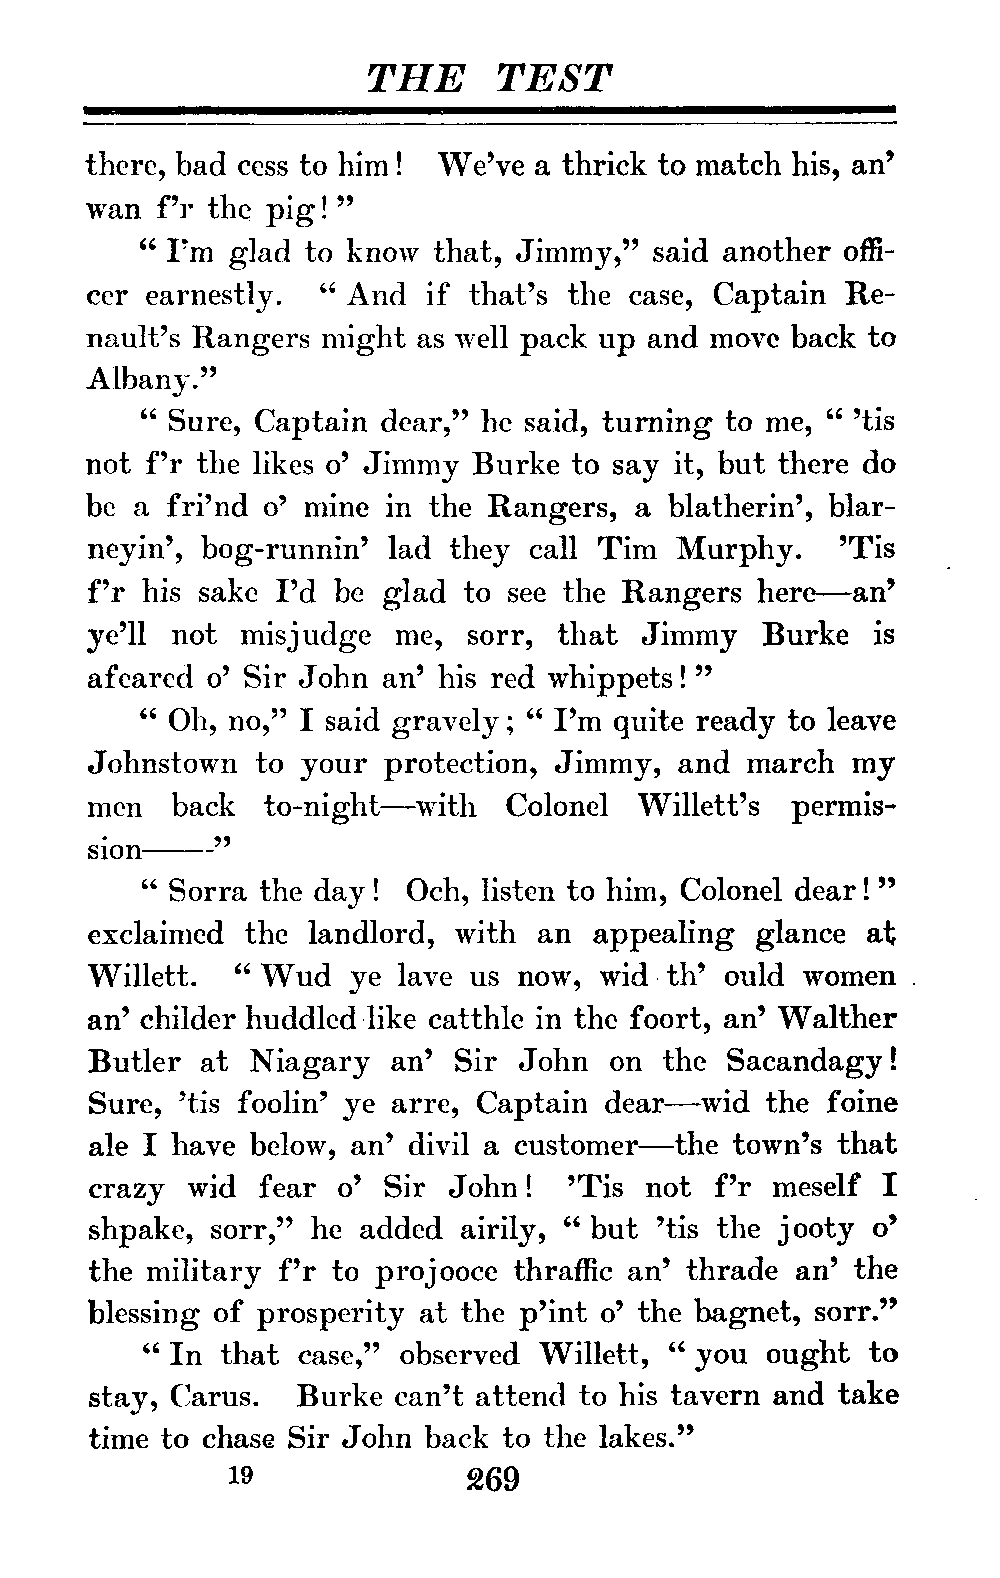 THE TEST
there, bad cess to him! We've a thrick to match his, an'
wan f'r the pig!"
"I'm glad to know that, Jimmy," said another offi-
cer earnestly. "And if that's the case, Captain Re-
nault's Rangers might as well pack up and move back to
Albany."
"Sure, Captain dear," he said, turning to me, "'tis
not f'r the likes o' Jimmy Burke to say it, but there do
be a fri'nd o' mine in the Rangers, a blatherin', blar-
neyin', bog-runnin' lad they call Tim Murphy. 'Tis
f'r his sake I'd be glad to see the Rangers here—an'
ye'll not misjudge me, sorr, that Jimmy Burke is
afeared o' Sir John an' his red whippets!"
"Oh, no," I said gravely; "I'm quite ready to leave
Johnstown to your protection, Jimmy, and march my
men back to-night—with Colonel Willett's permis-
sion——"
"Sorra the day! Och, listen to him, Colonel dear!"
exclaimed the landlord, with an appealing glance at
Willett. "Wud ye lave us now, wid th' ould women
an' childer huddled like catthle in the foort, an' Walther
Butler at Niagary an' Sir John on the Sacandagy!
Sure, 'tis foolin' ye arre, Captain dear—wid the foine
ale I have below, an' divil a customer—the town's that
crazy wid fear o' Sir John! 'Tis not f'r meself I
shpake, sorr," he added airily, "but 'tis the jooty o'
the military f'r to projooce thraffic an' thrade an' the
blessing of prosperity at the p'int o' the bagnet, sorr."
"In that case," observed Willett, "you ought to
stay, Carus. Burke can't attend to his tavern and take
time to chase Sir John back to the lakes."
19 269